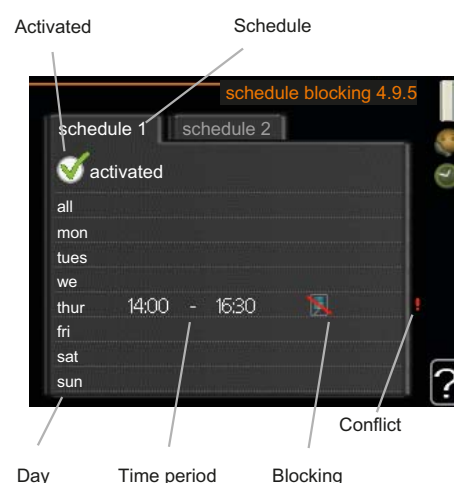 Activated Schedule
schedule blocking 4.9.5
schedule 1 schedule 2
activated
all
mon
tues
we
thur 14:00 - 16:30 !
fri
sat
sun
?
Conflict
Day Time period Blocking